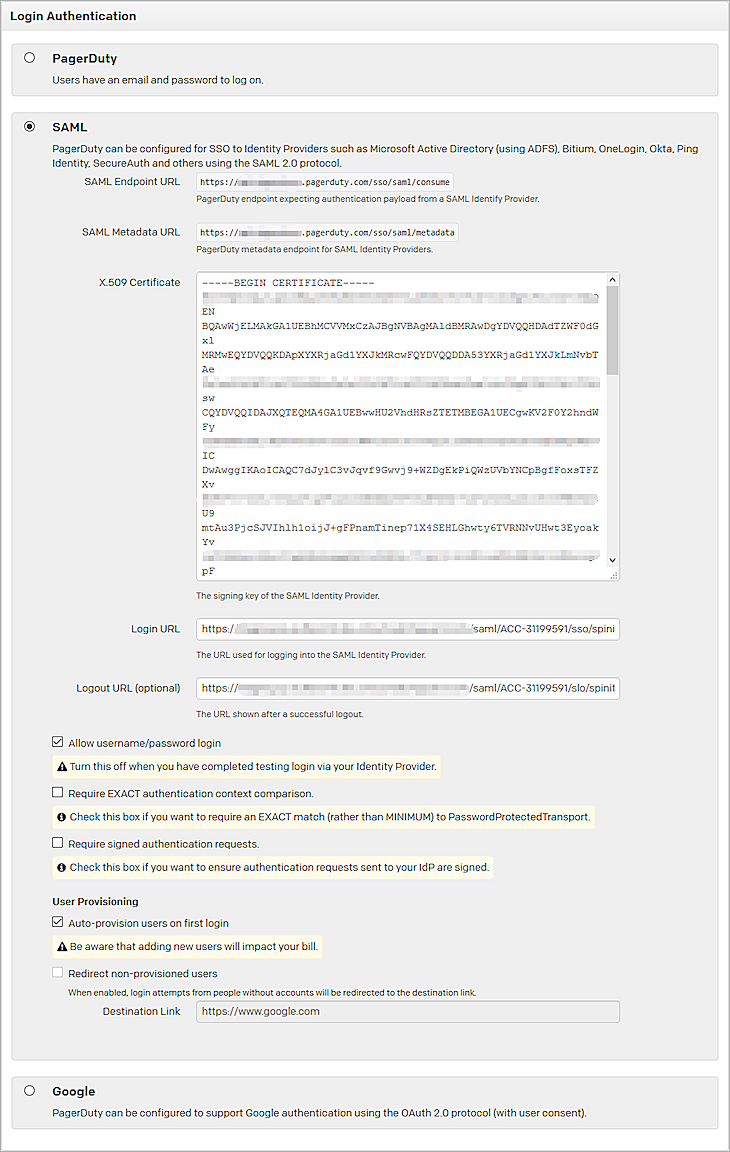 Login Authentication
PagerDuty
Users have an email and password to log on.
SAML
PagerDuty can be configured for SSO to Identity Providers such as Microsoft Active Directory (using ADFS), Bitium, OneLogin, Okta, Ping
Identity, SecureAuth and others using the SAML 2.0 protocol.
SAML Endpoint URL
https:// .pagerduty.com/sso/saml/consume
PagerDuty endpoint expecting authentication payload from a SAML Identify Provider.
SAML Metadata URL
https:// .pagerduty.com/sso/saml/metadata
PagerDuty metadata endpoint for SAML Identity Providers.
X.509 Certificate
-----BEGIN CERTIFICATE-----
EN
BQAwWjELMAkGA1UEBhMCVVMxCzAJBgNVBAgMAldBMRAwDgYDVQQHDAdTZWF0dG
xl
MRMwEQYDVQQKDApXYXRjaGd1YXJkMRcwFQYDVQQDDA53YXRjaGd1YXJkLmNvbT
Ae
sw
CQYDVQQIDAJXQTEQMA4GA1UEBwwHU2VhdHRsZTETMBEGA1UECgwKV2F0Y2hndW
Fy
IC
DwAwggIKAoICAQC7dJylC3vJqvf9Gwvj9+WZDgEkPiQWzUVbYNCpBgfFoxsTFZ
Xv
U9
mtAu3PjcSJVIhlh1oijJ+gFPnamTinep71X4SEHLGhwty6TVRNNvUHwt3Eyoak
Yv
pF
The signing key of the SAML Identity Provider.
Login URL
https:// /saml/ACC-31199591/sso/spinit
The URL used for logging into the SAML Identity Provider.
Logout URL (optional)
https:// /saml/ACC-31199591/slo/spinit
The URL shown after a successful logout.
Allow username/password login
Turn this off when you have completed testing login via your Identity Provider.
Require EXACT authentication context comparison.
Check this box if you want to require an EXACT match (rather than MINIMUM) to PasswordProtectedTransport.
Require signed authentication requests.
Check this box if you want to ensure authentication requests sent to your IdP are signed.
User Provisioning
Auto-provision users on first login
Be aware that adding new users will impact your bill.
Redirect non-provisioned users
When enabled, login attempts from people without accounts will be redirected to the destination link.
Destination Link
https://www.google.com
Google
PagerDuty can be configured to support Google authentication using the OAuth 2.0 protocol (with user consent).